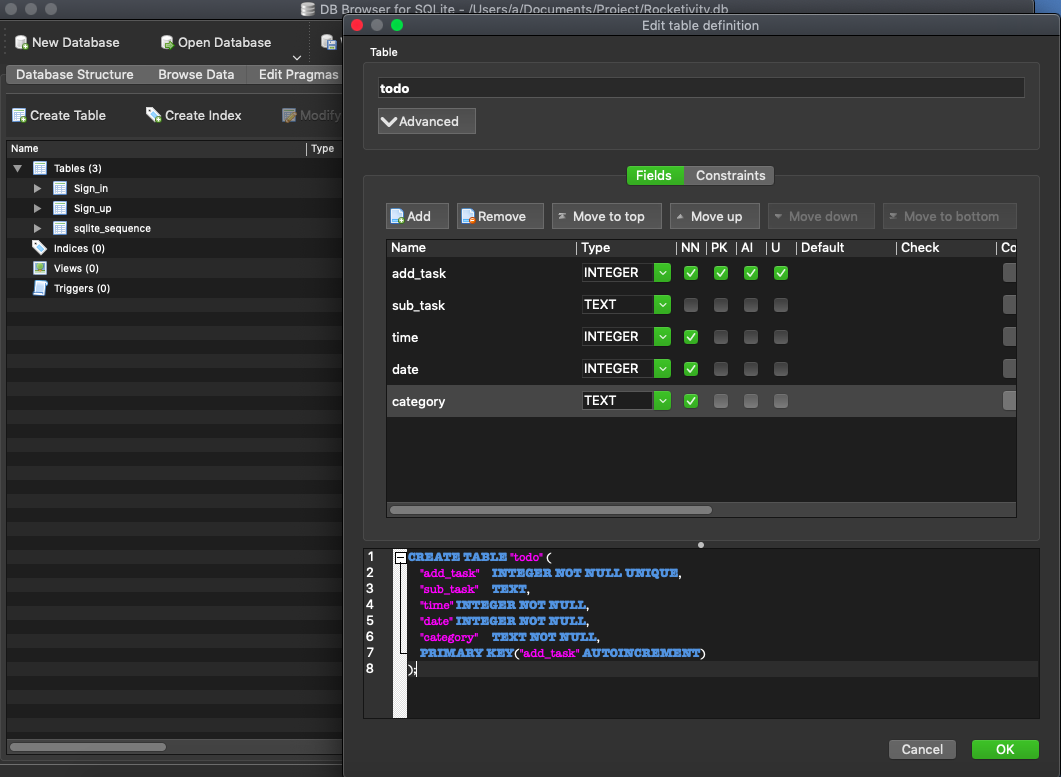 DB Browser for SQLite - /Users/a/Documents/Project/Rocketivity.db
Edit table definition
New Database
Open Database
Database Structure
Browse Data
Edit Pragmas
Create Table
Create Index
Modify
Name
Type
Tables (3)
Sign_in
Sign_up
sqlite_sequence
Indices (0)
Views (0)
Triggers (0)
Table
todo
Advanced
Fields
Constraints
Add
Remove
Move to top
Move up
Move down
Move to bottom
Name Type NN PK AI U Default Check Co
add_task INTEGER
sub_task TEXT
time INTEGER
date INTEGER
category TEXT
1 CREATE TABLE "todo" (
2 "add_task" INTEGER NOT NULL UNIQUE,
3 "sub_task" TEXT,
4 "time" INTEGER NOT NULL,
5 "date" INTEGER NOT NULL,
6 "category" TEXT NOT NULL,
7 PRIMARY KEY("add_task" AUTOINCREMENT)
8 );
Cancel
OK